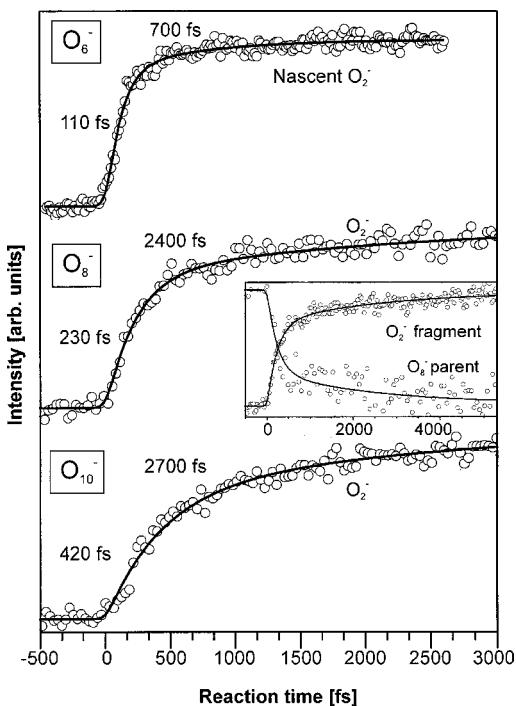 O₆⁻
700 fs
Nascent O₂⁻
110 fs
O₈⁻
2400 fs
O₂⁻
230 fs
O₂⁻ fragment
O₈⁻ parent
0 2000 4000
O₁₀⁻
2700 fs
O₂⁻
420 fs
Intensity [arb. units]
-500 0 500 1000 1500 2000 2500 3000
Reaction time [fs]